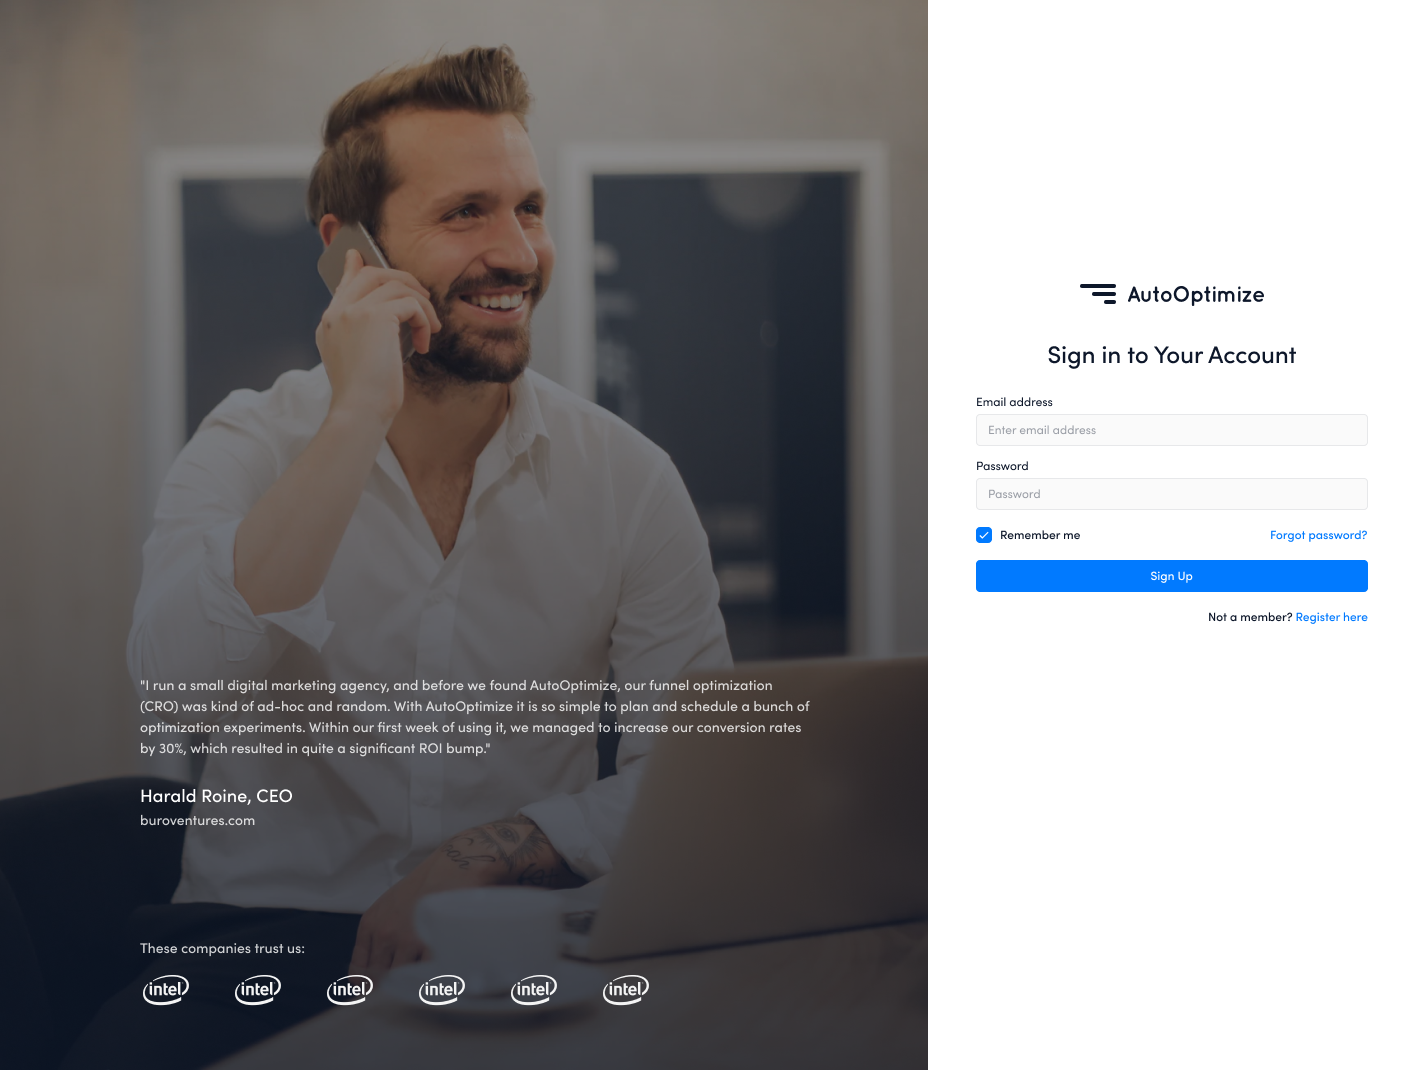 AutoOptimize
Sign in to Your Account
Email address
Enter email address
Password
Password
Remember me
Forgot password?
Sign Up
Not a member? Register here
"I run a small digital marketing agency, and before we found AutoOptimize, our funnel optimization
(CRO) was kind of ad-hoc and random. With AutoOptimize it is so simple to plan and schedule a bunch of
optimization experiments. Within our first week of using it, we managed to increase our conversion rates
by 30%, which resulted in quite a significant ROI bump."
Harald Roine, CEO
buroventures.com
These companies trust us:
intel intel intel intel intel intel